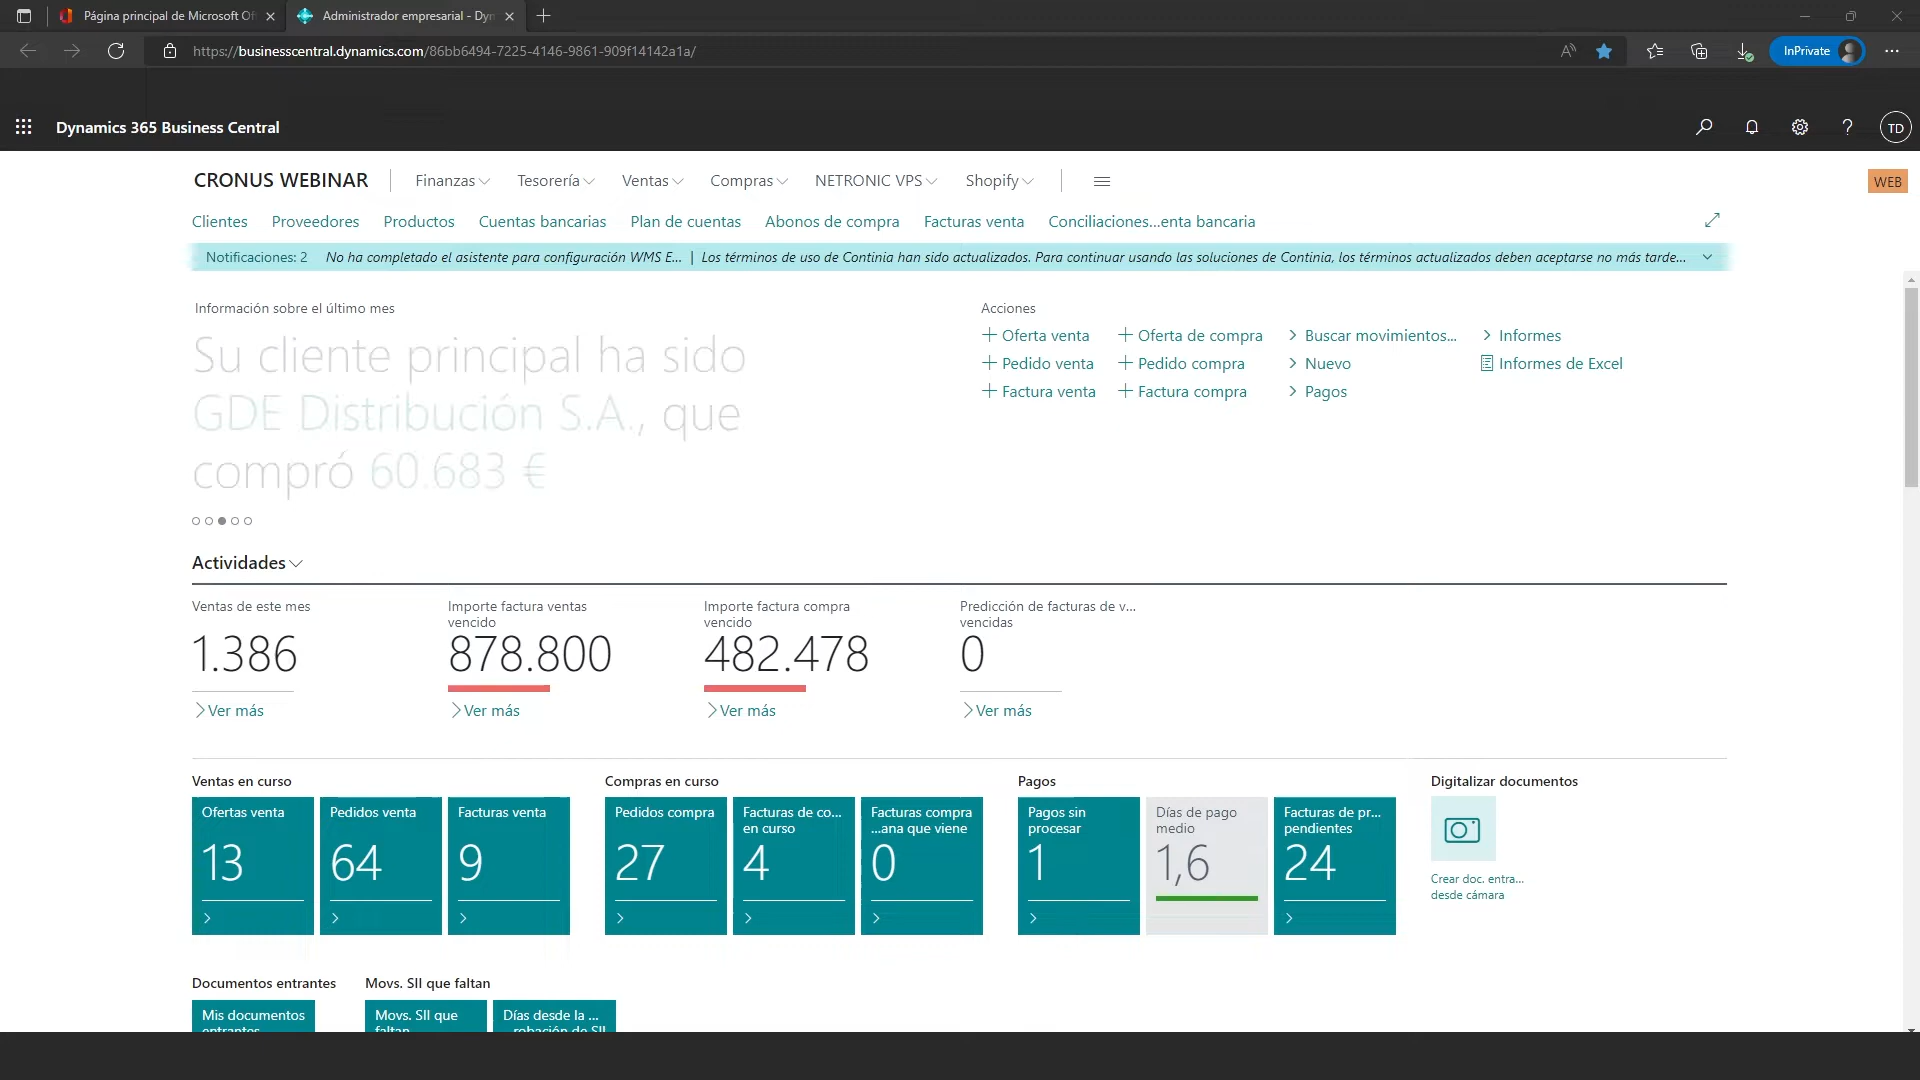 Página principal de Microsoft Of
Administrador empresarial - Dyn
https://businesscentral.dynamics.com/86bb6494-7225-4146-9861-909f14142a1a/
InPrivate
Dynamics 365 Business Central
TD
CRONUS WEBINAR
Finanzas
Tesorería
Ventas
Compras
NETRONIC VPS
Shopify
WEB
Clientes
Proveedores
Productos
Cuentas bancarias
Plan de cuentas
Abonos de compra
Facturas venta
Conciliaciones...enta bancaria
Notificaciones: 2
No ha completado el asistente para configuración WMS E... | Los términos de uso de Continia han sido actualizados. Para continuar usando las soluciones de Continia, los términos actualizados deben aceptarse no más tarde...
Información sobre el último mes
Su cliente principal ha sido
GDE Distribución S.A., que
compró 60.683 €
Acciones
Oferta venta
Oferta de compra
Buscar movimientos...
Informes
Pedido venta
Pedido compra
Nuevo
Informes de Excel
Factura venta
Factura compra
Pagos
Actividades
Ventas de este mes
1.386
Ver más
Importe factura ventas
vencido
878.800
Ver más
Importe factura compra
vencido
482.478
Ver más
Predicción de facturas de v...
vencidas
0
Ver más
Ventas en curso
Ofertas venta
13
Pedidos venta
64
Facturas venta
9
Compras en curso
Pedidos compra
27
Facturas de co...
en curso
4
Facturas compra
...ana que viene
0
Pagos
Pagos sin
procesar
1
Días de pago
medio
1,6
Facturas de pr...
pendientes
24
Digitalizar documentos
Crear doc. entra...
desde cámara
Documentos entrantes
Mis documentos
entrantes
Movs. SII que faltan
Movs. SII que
faltan
Días desde la ...
...robación de SII